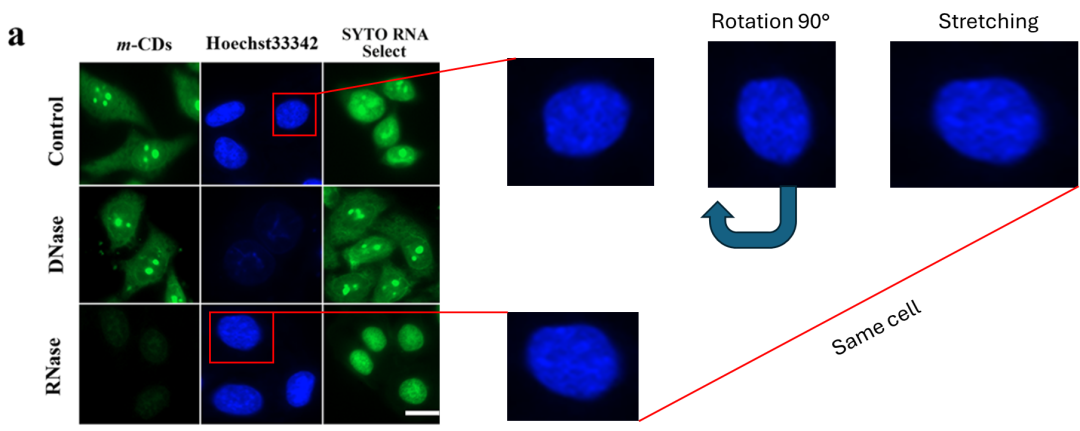 a
m-CDs
Hoechst33342
SYTO RNA
Select
Rotation 90°
Stretching
Control
DNase
RNase
Same cell